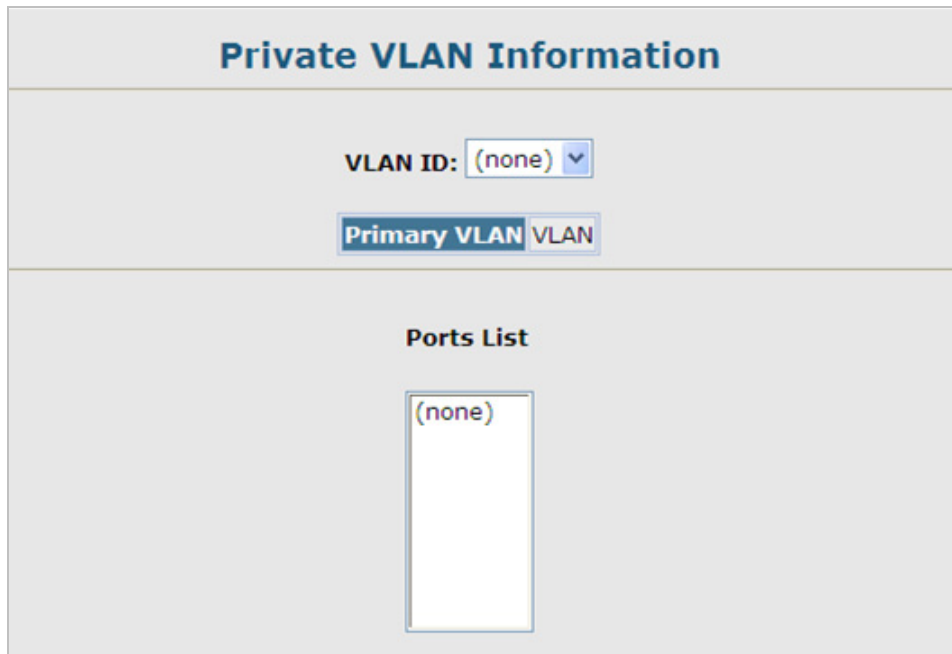 Private VLAN Information
VLAN ID: (none)
Primary VLAN VLAN
Ports List
(none)